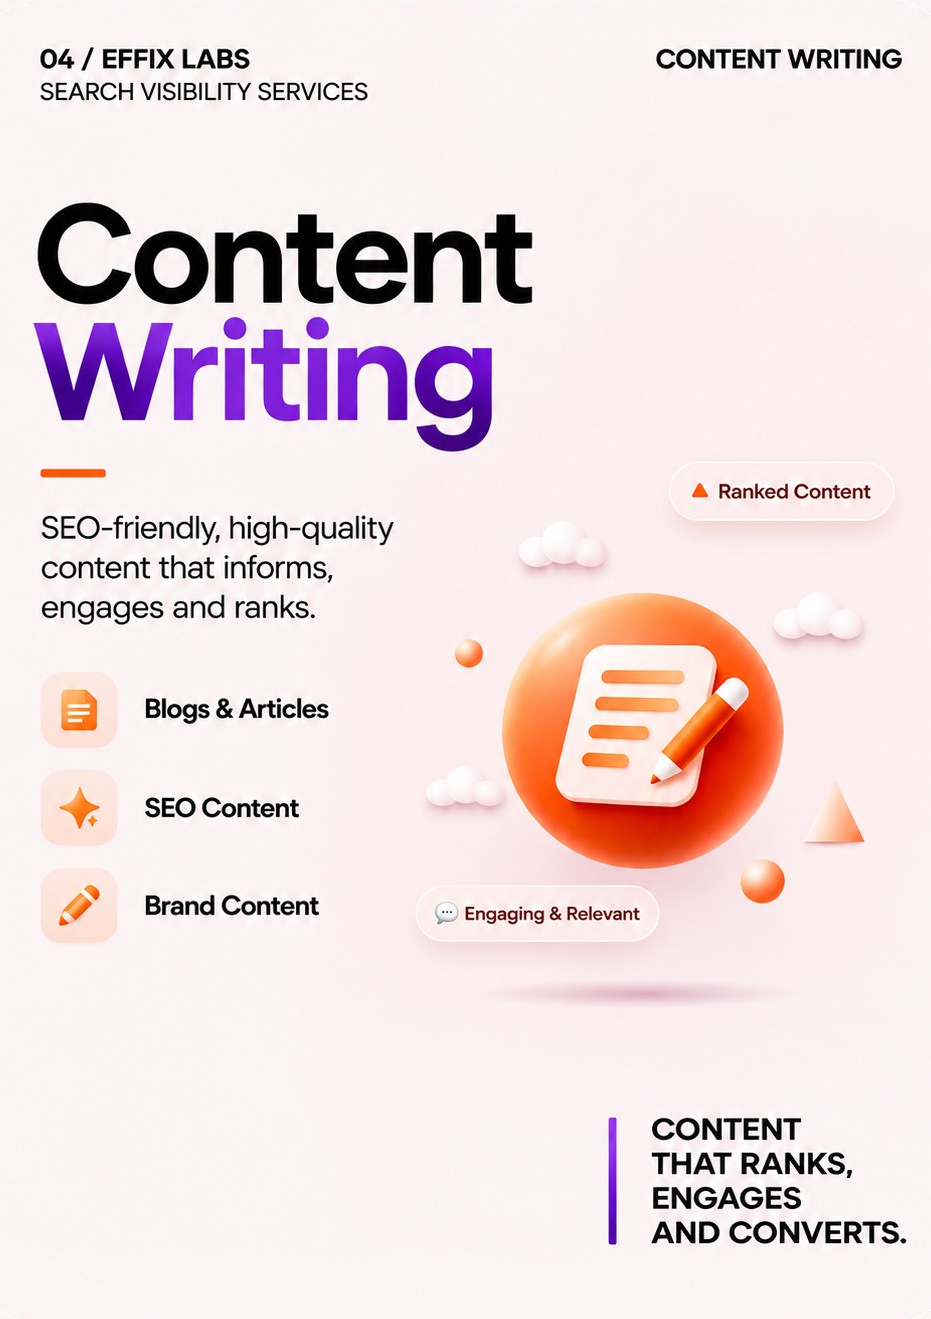 04 / EFFIX LABS
SEARCH VISIBILITY SERVICES
CONTENT WRITING
Content
Writing
SEO-friendly, high-quality
content that informs,
engages and ranks.
Blogs & Articles
SEO Content
Brand Content
Ranked Content
Engaging & Relevant
CONTENT
THAT RANKS,
ENGAGES
AND CONVERTS.